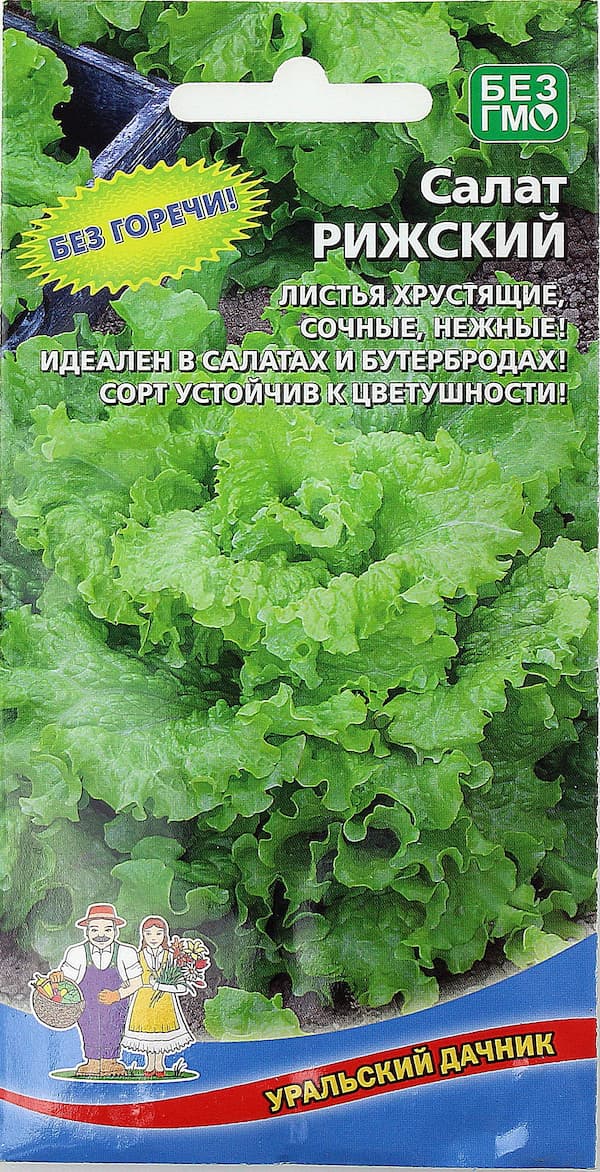 БЕЗ
ГМО
Салат
РИЖСКИЙ
БЕЗ ГОРЕЧИ!
ЛИСТЬЯ ХРУСТЯЩИЕ,
СОЧНЫЕ, НЕЖНЫЕ!
ИДЕАЛЕН В САЛАТАХ И БУТЕРБРОДАХ!
СОРТ УСТОЙЧИВ К ЦВЕТУШНОСТИ!
УРАЛЬСКИЙ ДАЧНИК